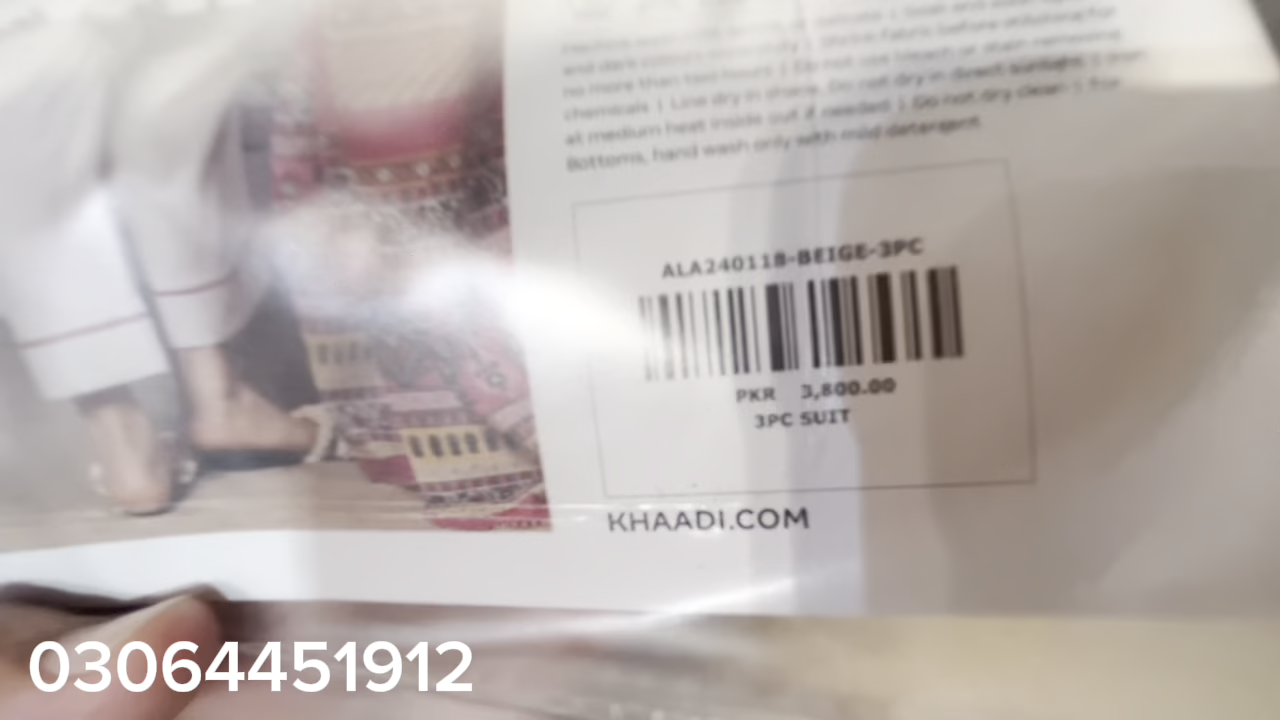 and dark colors separately | Shrink fabric before stitching for
no more than two hours | Do not use bleach or stain removing
chemicals | Line dry in shade. Do not dry in direct sunlight |
at medium heat inside out if needed | Do not dry clean | For
Bottoms, hand wash only with mild detergent.
ALA240118-BEIGE-3PC
PKR 3,800.00
3PC SUIT
KHAADI.COM
03064451912